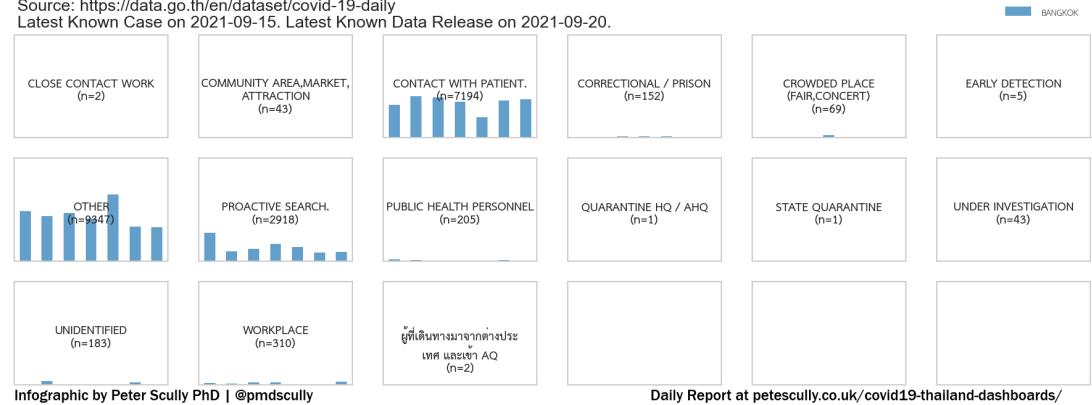 Source: https://data.go.th/en/dataset/covid-19-daily
Latest Known Case on 2021-09-15. Latest Known Data Release on 2021-09-20.
BANGKOK
CLOSE CONTACT WORK
(n=2)
COMMUNITY AREA,MARKET,
ATTRACTION
(n=43)
CONTACT WITH PATIENT.
(n=7194)
CORRECTIONAL / PRISON
(n=152)
CROWDED PLACE
(FAIR,CONCERT)
(n=69)
EARLY DETECTION
(n=5)
OTHER
(n=9347)
PROACTIVE SEARCH.
(n=2918)
PUBLIC HEALTH PERSONNEL
(n=205)
QUARANTINE HQ / AHQ
(n=1)
STATE QUARANTINE
(n=1)
UNDER INVESTIGATION
(n=43)
UNIDENTIFIED
(n=183)
WORKPLACE
(n=310)
ผู้ที่เดินทางมาจากต่างประ
เทศ และเข้า AQ
(n=2)
Infographic by Peter Scully PhD | @pmdscully
Daily Report at petescully.co.uk/covid19-thailand-dashboards/